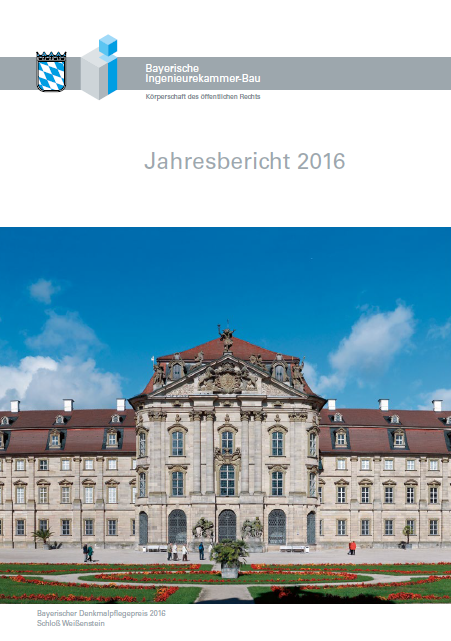 Bayerische
Ingenieurekammer-Bau
Körperschaft des öffentlichen Rechts
Jahresbericht 2016
Bayerischer Denkmalpflegepreis 2016
Schloß Weißenstein